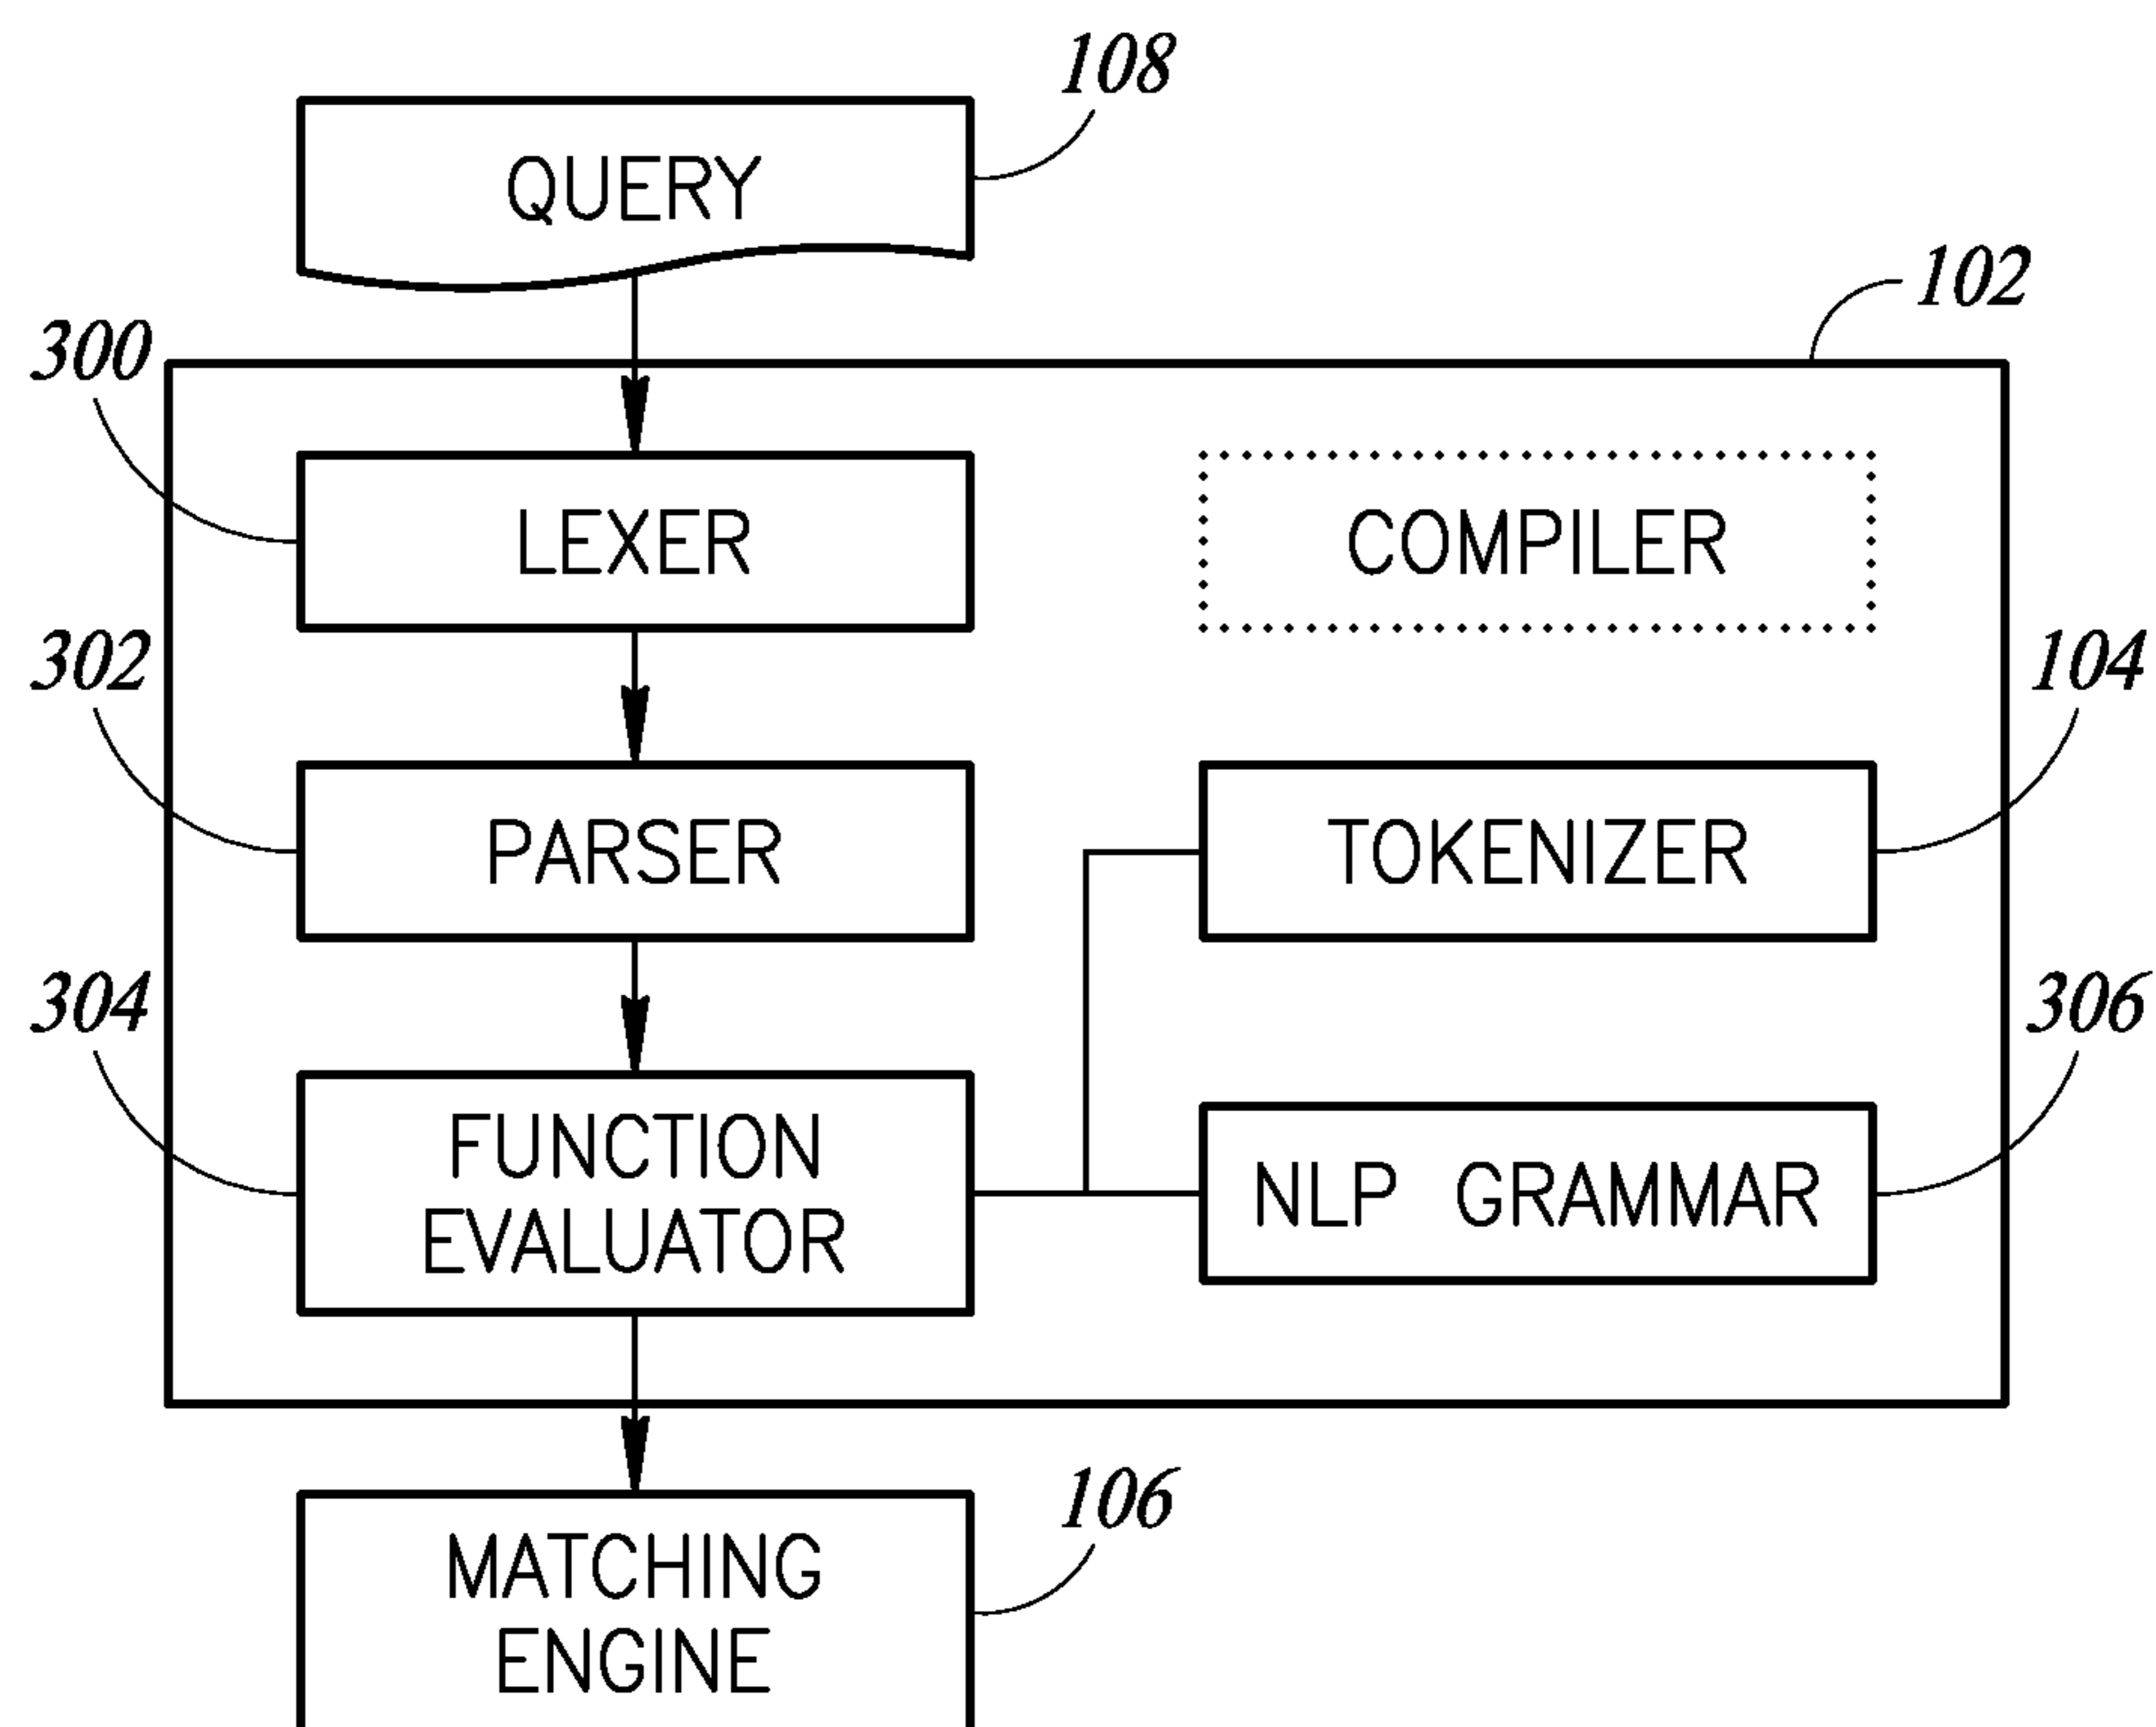 108
QUERY
102
300
LEXER
COMPILER
302
104
PARSER
TOKENIZER
304
306
FUNCTION
EVALUATOR
NLP GRAMMAR
106
MATCHING
ENGINE